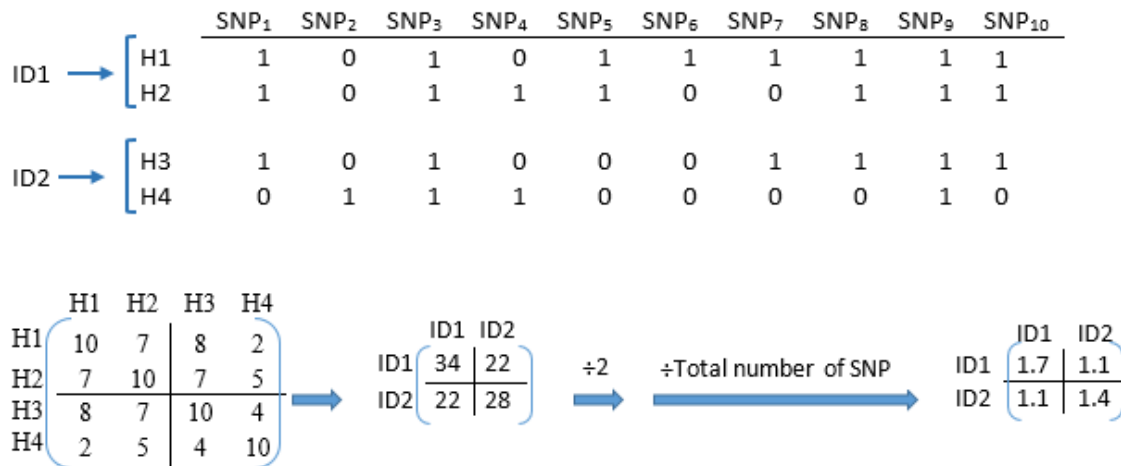 SNP₁ SNP₂ SNP₃ SNP₄ SNP₅ SNP₆ SNP₇ SNP₈ SNP₉ SNP₁₀
H1 1 0 1 0 1 1 1 1 1 1
ID1
H2 1 0 1 1 1 0 0 1 1 1
H3 1 0 1 0 0 0 1 1 1 1
ID2
H4 0 1 1 1 0 0 0 0 1 0
H1 H2 H3 H4
H1 10 7 8 2
H2 7 10 7 5
H3 8 7 10 4
H4 2 5 4 10
ID1 ID2
ID1 34 22
ID2 22 28
÷2
÷Total number of SNP
ID1 ID2
ID1 1.7 1.1
ID2 1.1 1.4